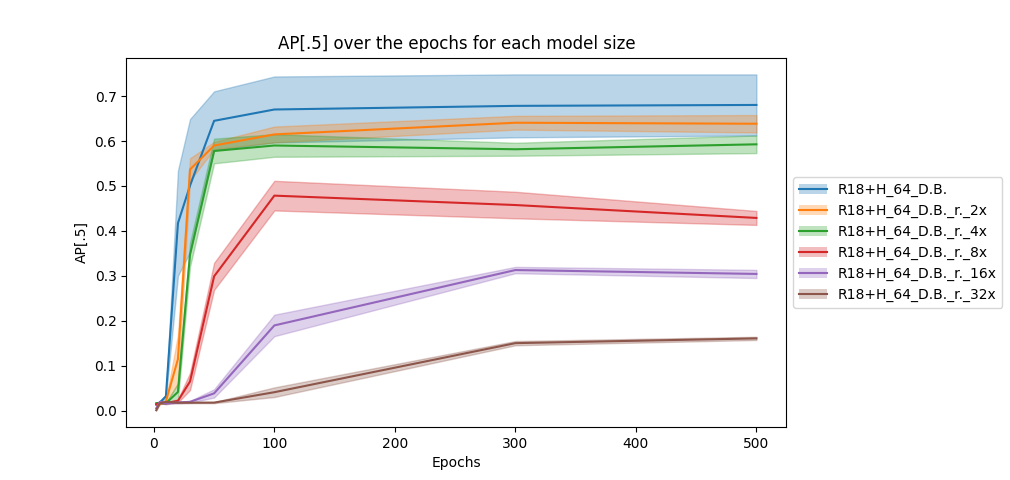 AP[.5] over the epochs for each model size
AP[.5]
0.7
0.6
0.5
0.4
0.3
0.2
0.1
0.0
0 100 200 300 400 500
Epochs
R18+H_64_D.B.
R18+H_64_D.B._r._2x
R18+H_64_D.B._r._4x
R18+H_64_D.B._r._8x
R18+H_64_D.B._r._16x
R18+H_64_D.B._r._32x